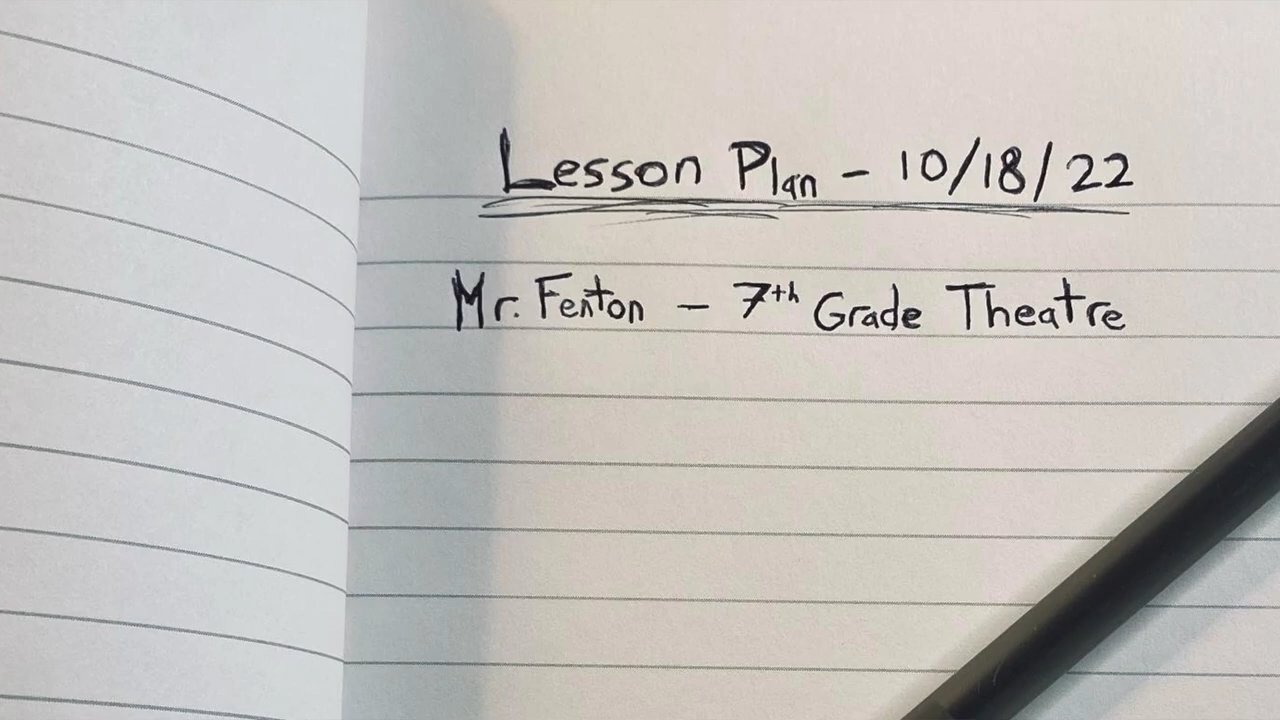 Lesson Plan - 10/18/22
Mr. Fenton - 7th Grade Theatre